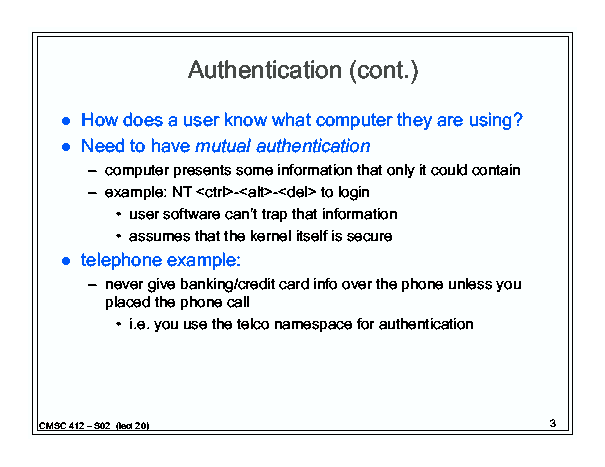 Authentication (cont.)
● How does a user know what computer they are using?
● Need to have mutual authentication
– computer presents some information that only it could contain
– example: NT <ctrl>-<alt>-<del> to login
• user software can't trap that information
• assumes that the kernel itself is secure
● telephone example:
– never give banking/credit card info over the phone unless you
placed the phone call
• i.e. you use the telco namespace for authentication
CMSC 412 – S02 (lect 20)
3